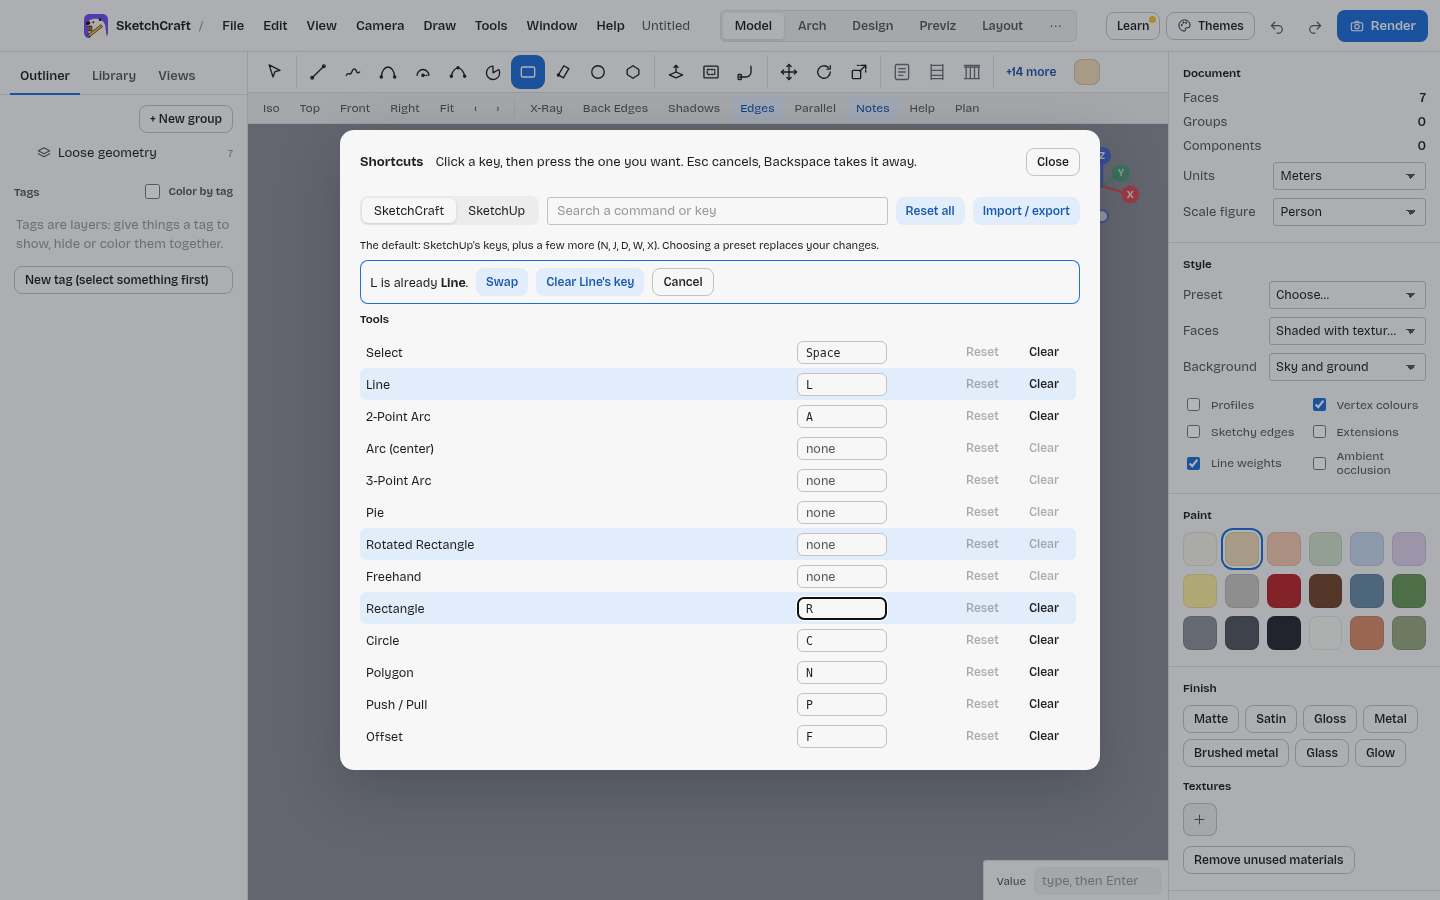 SketchCraft / File Edit View Camera Draw Tools Window Help Untitled Model Arch Design Previz Layout ... Learn Themes Render
Outliner Library Views
+ New group
Loose geometry 7
Tags Color by tag
Tags are layers: give things a tag to
show, hide or color them together.
New tag (select something first)
+14 more
Iso Top Front Right Fit ‹ › X-Ray Back Edges Shadows Edges Parallel Notes Help Plan
Z
Y
X
Shortcuts Click a key, then press the one you want. Esc cancels, Backspace takes it away. Close
SketchCraft SketchUp Search a command or key Reset all Import / export
The default: SketchUp's keys, plus a few more (N, J, D, W, X). Choosing a preset replaces your changes.
L is already Line. Swap Clear Line's key Cancel
Tools
Select Space Reset Clear
Line L Reset Clear
2-Point Arc A Reset Clear
Arc (center) none Reset Clear
3-Point Arc none Reset Clear
Pie none Reset Clear
Rotated Rectangle none Reset Clear
Freehand none Reset Clear
Rectangle R Reset Clear
Circle C Reset Clear
Polygon N Reset Clear
Push / Pull P Reset Clear
Offset F Reset Clear
Value type, then Enter
Document
Faces 7
Groups 0
Components 0
Units Meters
Scale figure Person
Style
Preset Choose...
Faces Shaded with textur...
Background Sky and ground
Profiles Vertex colours
Sketchy edges Extensions
Line weights Ambient
occlusion
Paint
Finish
Matte Satin Gloss Metal
Brushed metal Glass Glow
Textures
+
Remove unused materials